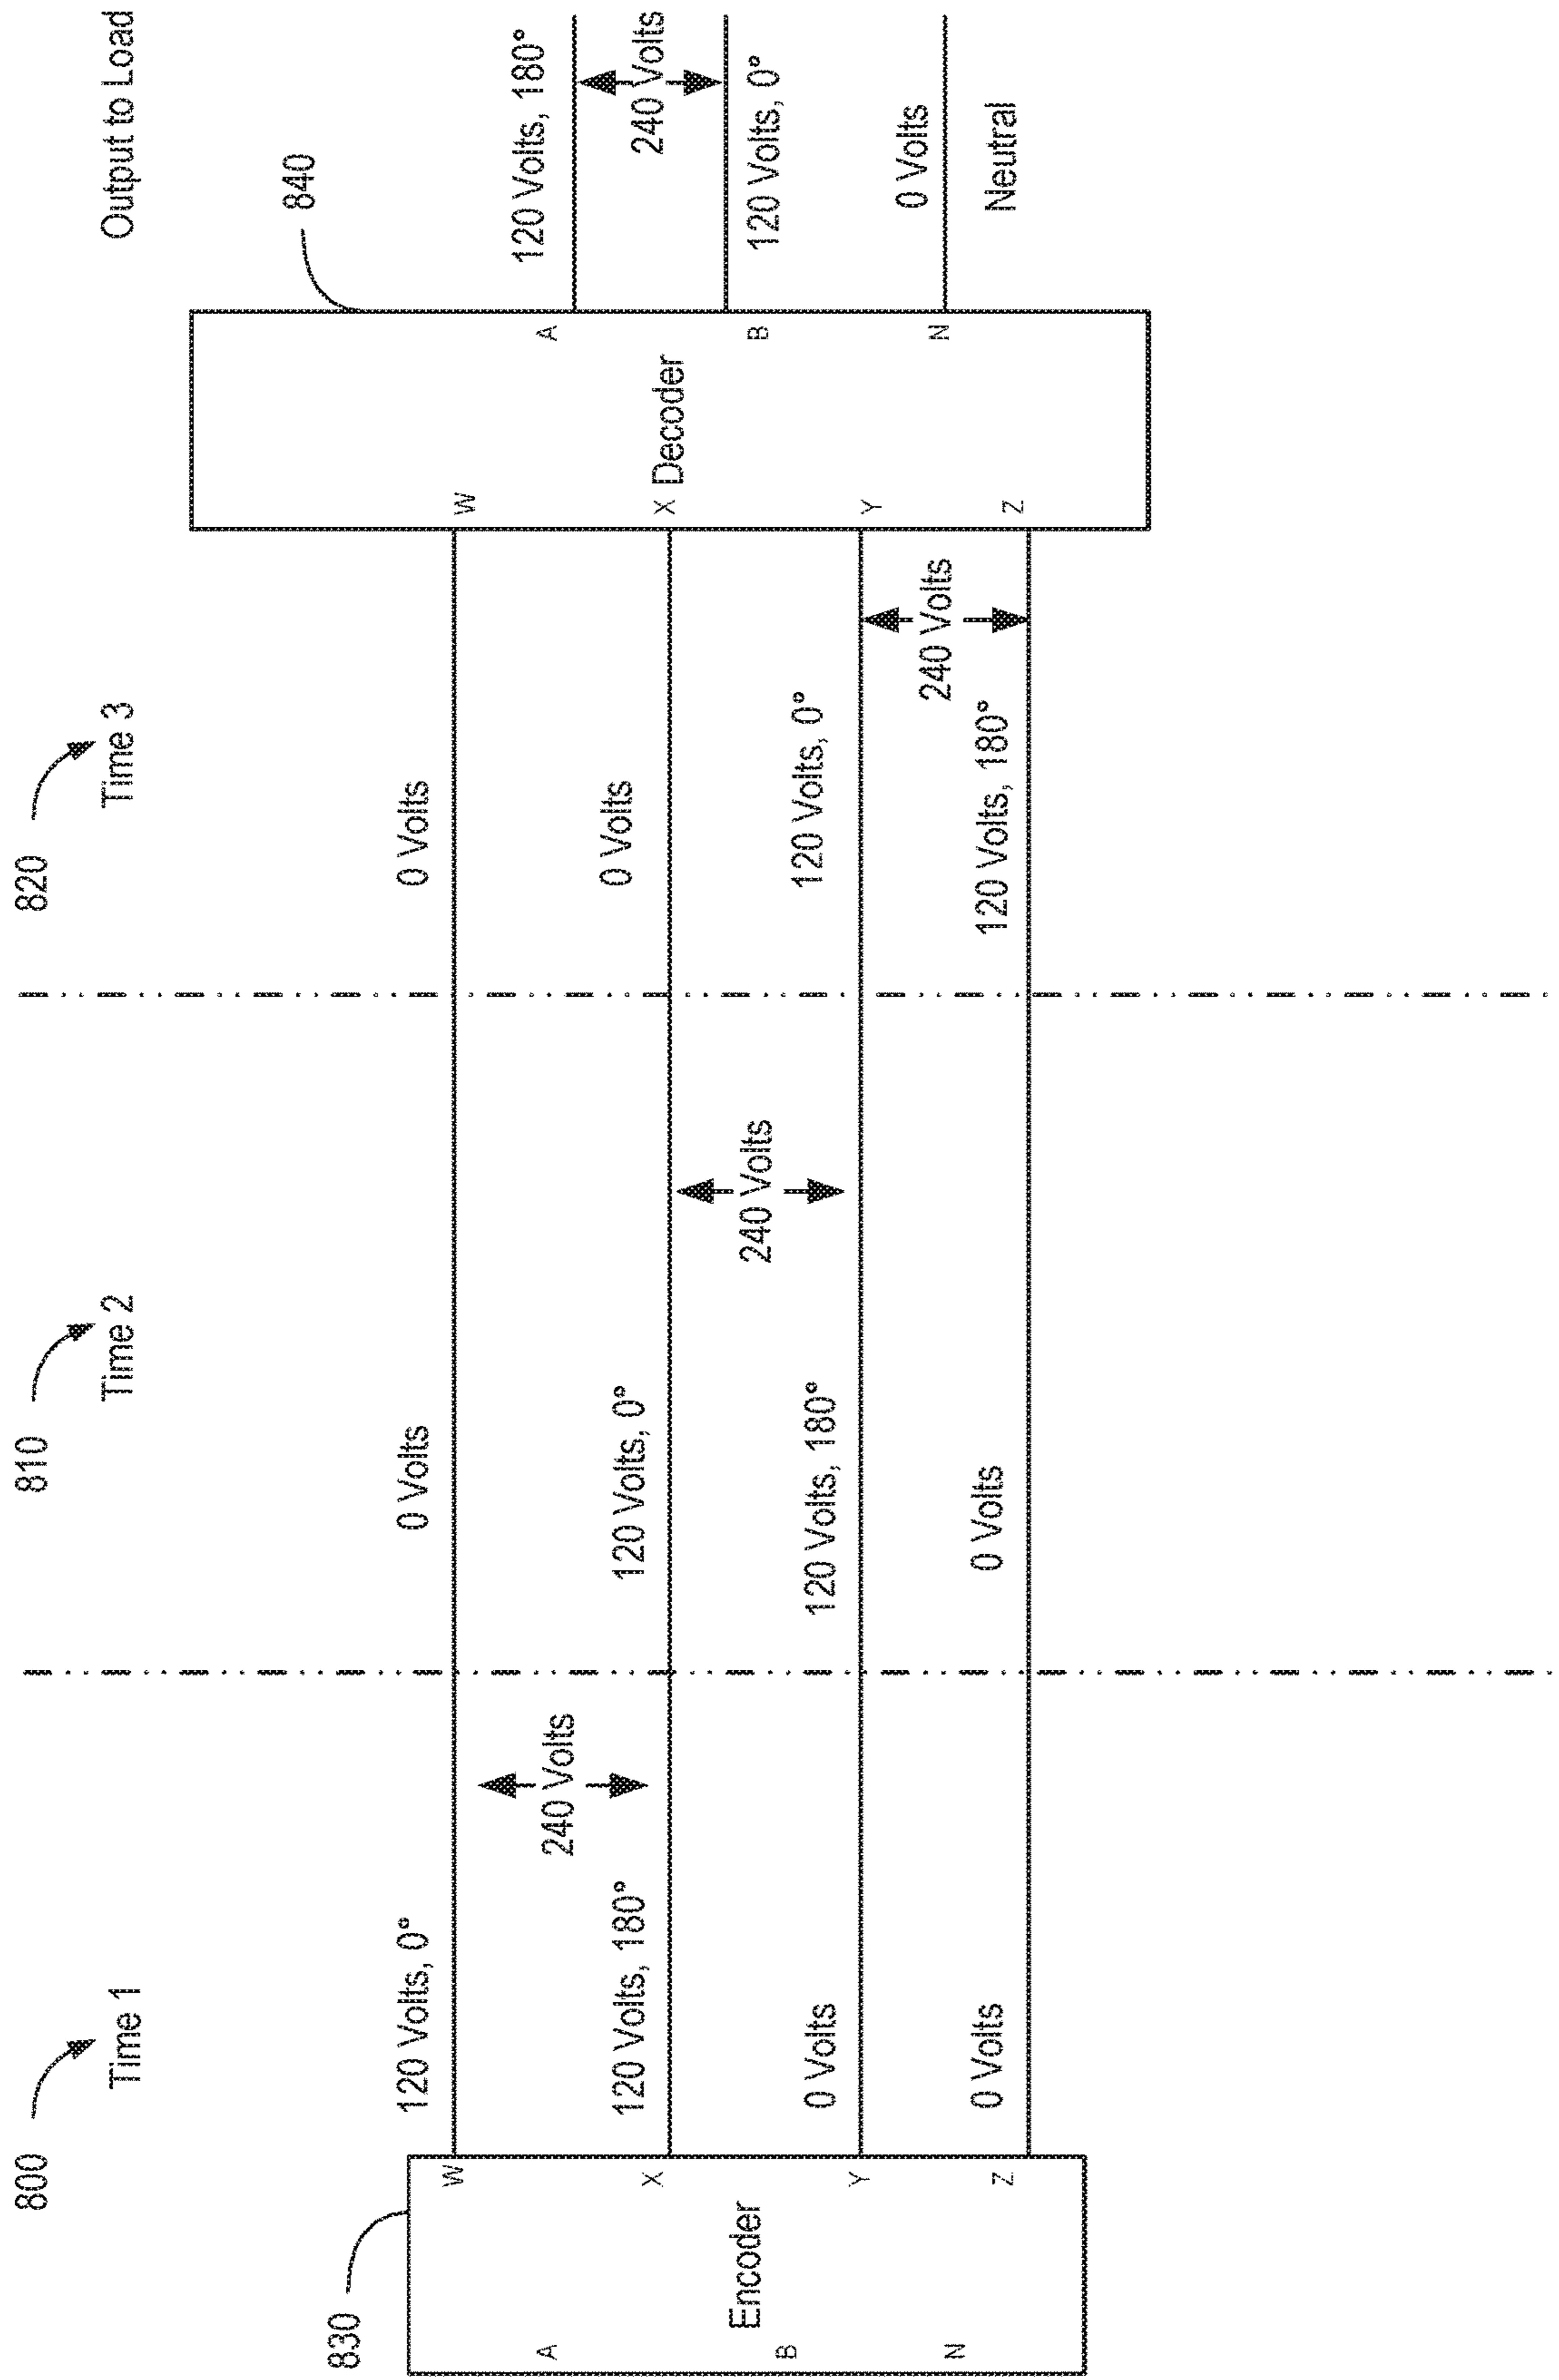 800
Time 1
810
Time 2
820
Time 3
Output to Load
830
Encoder
A
B
N
W
X
Y
Z
120 Volts, 0°
240 Volts
120 Volts, 180°
0 Volts
0 Volts
0 Volts
120 Volts, 0°
240 Volts
120 Volts, 180°
0 Volts
0 Volts
0 Volts
120 Volts, 0°
240 Volts
120 Volts, 180°
840
Decoder
W
X
Y
Z
A
B
N
120 Volts, 180°
240 Volts
120 Volts, 0°
0 Volts
Neutral